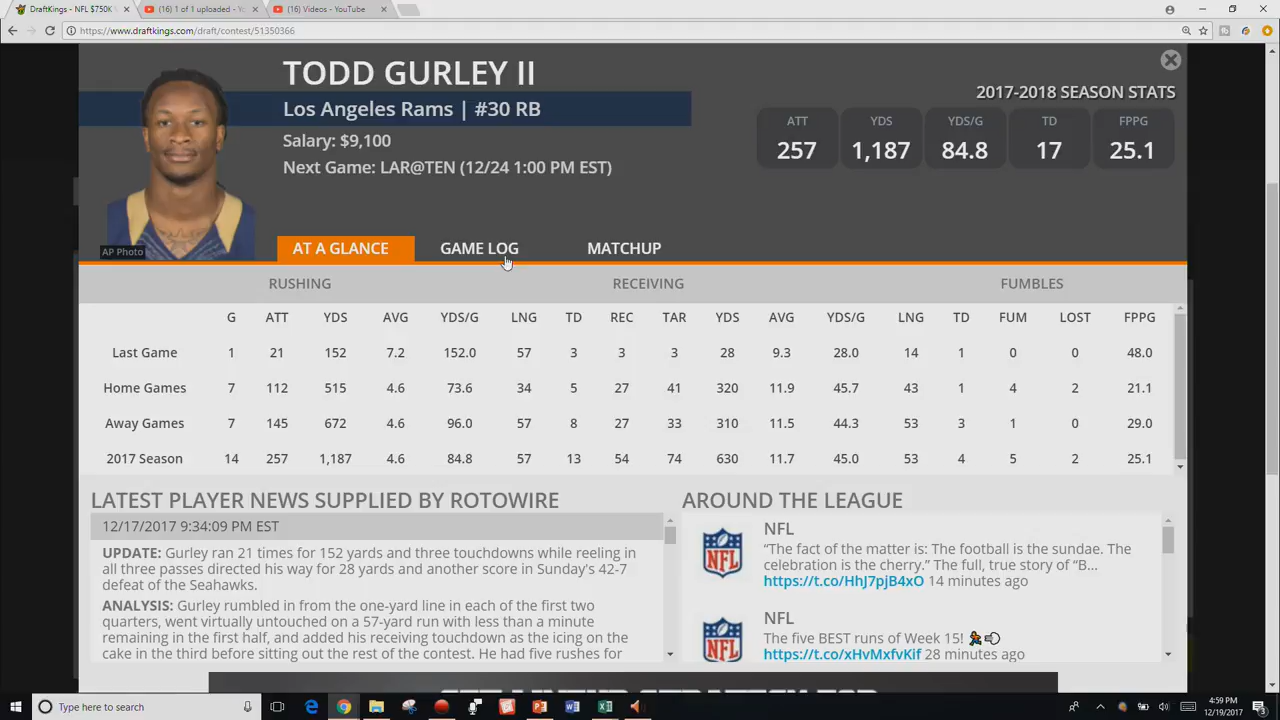 DraftKings - NFL $750K
(16) 1 of 1 uploaded - Yo
(16) Videos - YouTube
https://www.draftkings.com/draft/contest/51350366
TODD GURLEY II
Los Angeles Rams | #30 RB
Salary: $9,100
Next Game: LAR@TEN (12/24 1:00 PM EST)
AP Photo
2017-2018 SEASON STATS
ATT YDS YDS/G TD FPPG
257 1,187 84.8 17 25.1
AT A GLANCE GAME LOG MATCHUP
RUSHING RECEIVING FUMBLES
G ATT YDS AVG YDS/G LNG TD REC TAR YDS AVG YDS/G LNG TD FUM LOST FPPG
Last Game 1 21 152 7.2 152.0 57 3 3 3 28 9.3 28.0 14 1 0 0 48.0
Home Games 7 112 515 4.6 73.6 34 5 27 41 320 11.9 45.7 43 1 4 2 21.1
Away Games 7 145 672 4.6 96.0 57 8 27 33 310 11.5 44.3 53 3 1 0 29.0
2017 Season 14 257 1,187 4.6 84.8 57 13 54 74 630 11.7 45.0 53 4 5 2 25.1
LATEST PLAYER NEWS SUPPLIED BY ROTOWIRE
12/17/2017 9:34:09 PM EST
UPDATE: Gurley ran 21 times for 152 yards and three touchdowns while reeling in
all three passes directed his way for 28 yards and another score in Sunday's 42-7
defeat of the Seahawks.
ANALYSIS: Gurley rumbled in from the one-yard line in each of the first two
quarters, went virtually untouched on a 57-yard run with less than a minute
remaining in the first half, and added his receiving touchdown as the icing on the
cake in the third before sitting out the rest of the contest. He had five rushes for
AROUND THE LEAGUE
NFL
NFL
“The fact of the matter is: The football is the sundae. The
celebration is the cherry.” The full, true story of “B...
https://t.co/HhJ7pjB4xO 14 minutes ago
NFL
NFL
The five BEST runs of Week 15!
https://t.co/xHvMxfvKif 28 minutes ago
Type here to search
4:59 PM
12/19/2017